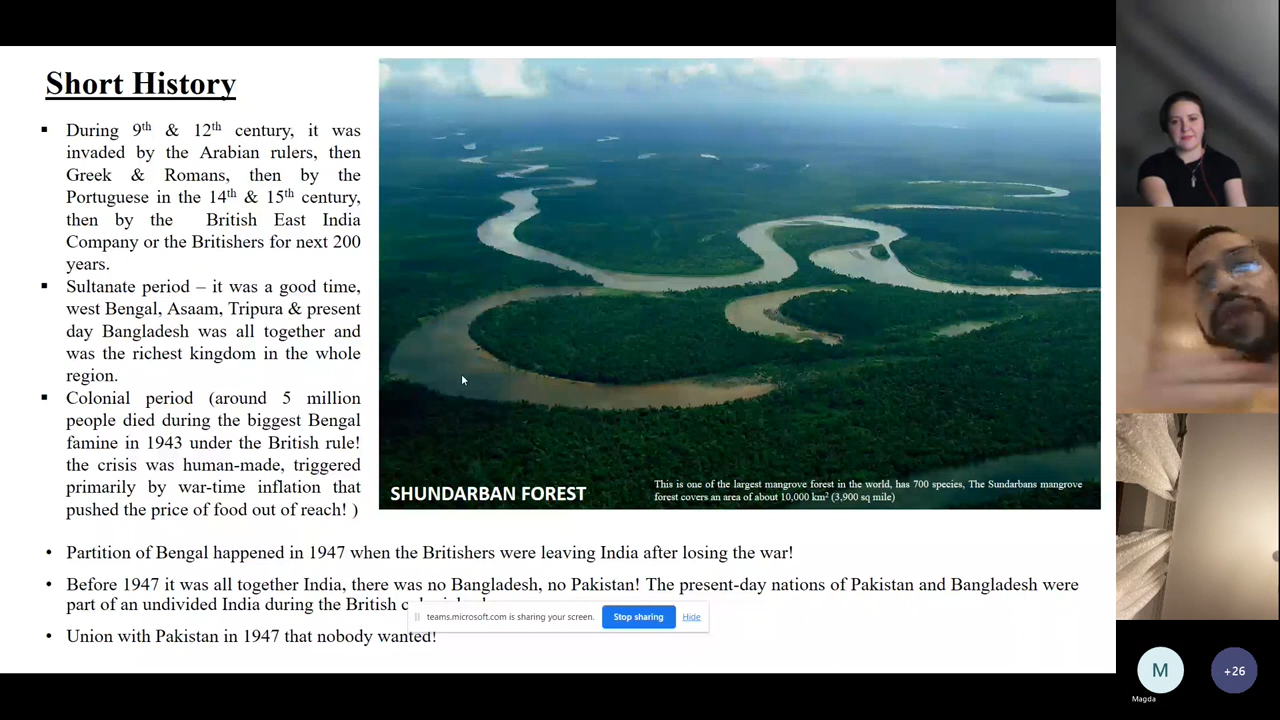 Short History
▪ During 9th & 12th century, it was
invaded by the Arabian rulers, then
Greek & Romans, then by the
Portuguese in the 14th & 15th century,
then by the British East India
Company or the Britishers for next 200
years.
▪ Sultanate period – it was a good time,
west Bengal, Asaam, Tripura & present
day Bangladesh was all together and
was the richest kingdom in the whole
region.
▪ Colonial period (around 5 million
people died during the biggest Bengal
famine in 1943 under the British rule!
the crisis was human-made, triggered
primarily by war-time inflation that
pushed the price of food out of reach! )
SHUNDARBAN FOREST
This is one of the largest mangrove forest in the world, has 700 species, The Sundarbans mangrove
forest covers an area of about 10,000 km² (3,900 sq mile)
• Partition of Bengal happened in 1947 when the Britishers were leaving India after losing the war!
• Before 1947 it was all together India, there was no Bangladesh, no Pakistan! The present-day nations of Pakistan and Bangladesh were
part of an undivided India during the British
teams.microsoft.com is sharing your screen. Stop sharing Hide
• Union with Pakistan in 1947 that nobody wanted!
M
Magda
+26